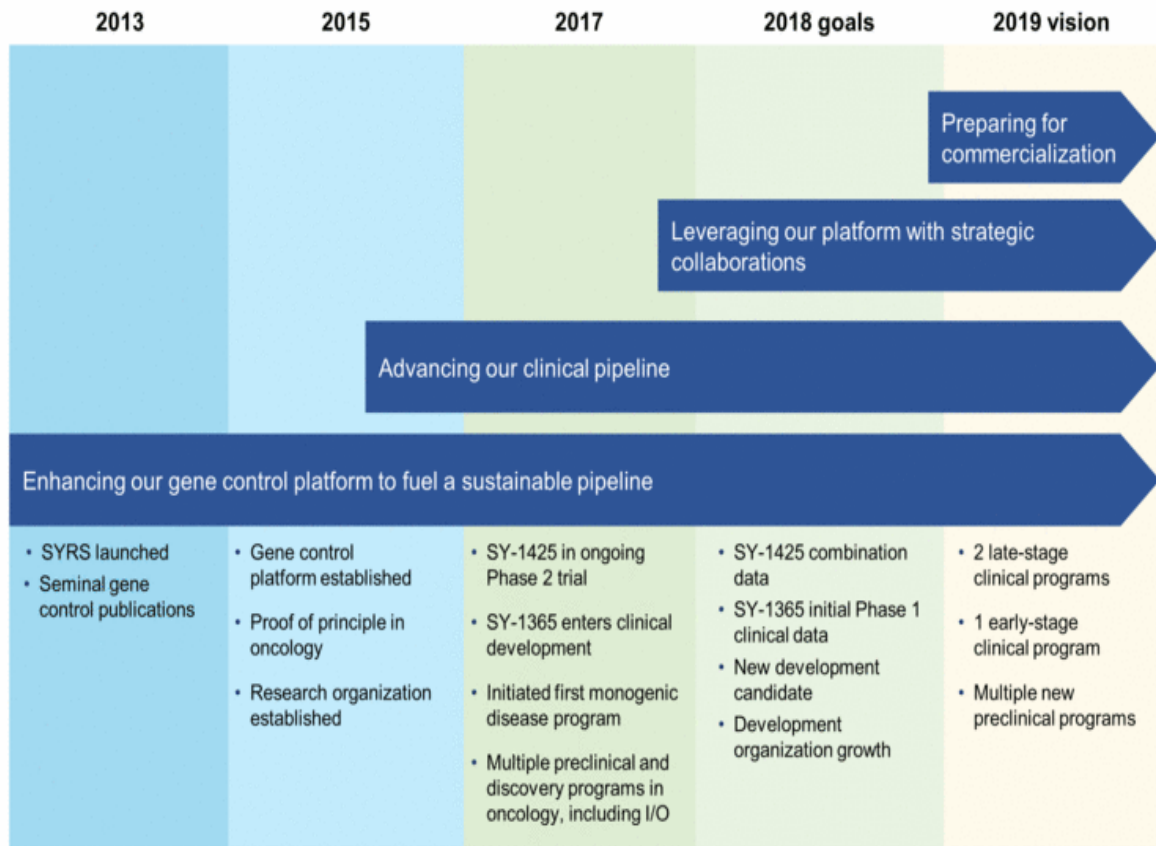 2013
2015
2017
2018 goals
2019 vision
Preparing for
commercialization
Leveraging our platform with strategic
collaborations
Advancing our clinical pipeline
Enhancing our gene control platform to fuel a sustainable pipeline
• SYRS launched
• Seminal gene
control publications
• Gene control
platform established
• Proof of principle in
oncology
• Research organization
established
• SY-1425 in ongoing
Phase 2 trial
• SY-1365 enters clinical
development
• Initiated first monogenic
disease program
• Multiple preclinical and
discovery programs in
oncology, including I/O
• SY-1425 combination
data
• SY-1365 initial Phase 1
clinical data
• New development
candidate
• Development
organization growth
• 2 late-stage
clinical programs
• 1 early-stage
clinical program
• Multiple new
preclinical programs